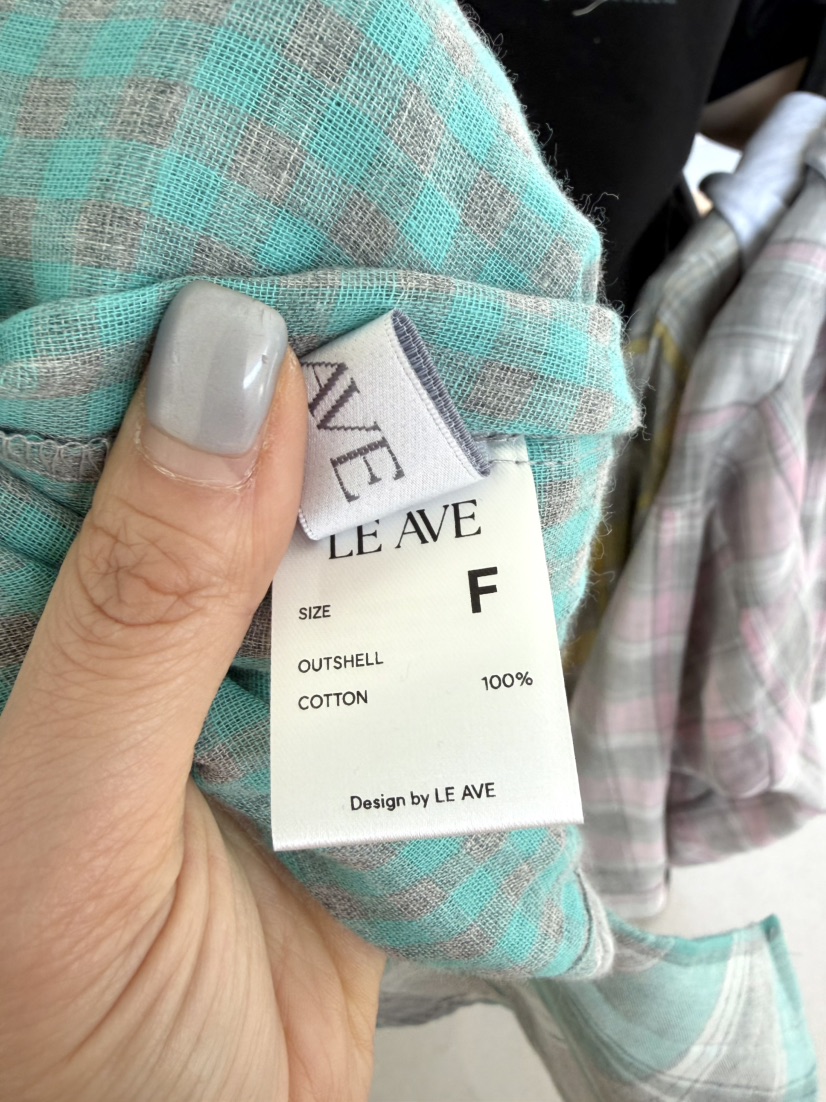 AVE
LE AVE
SIZE F
OUTSHELL
COTTON 100%
Design by LE AVE